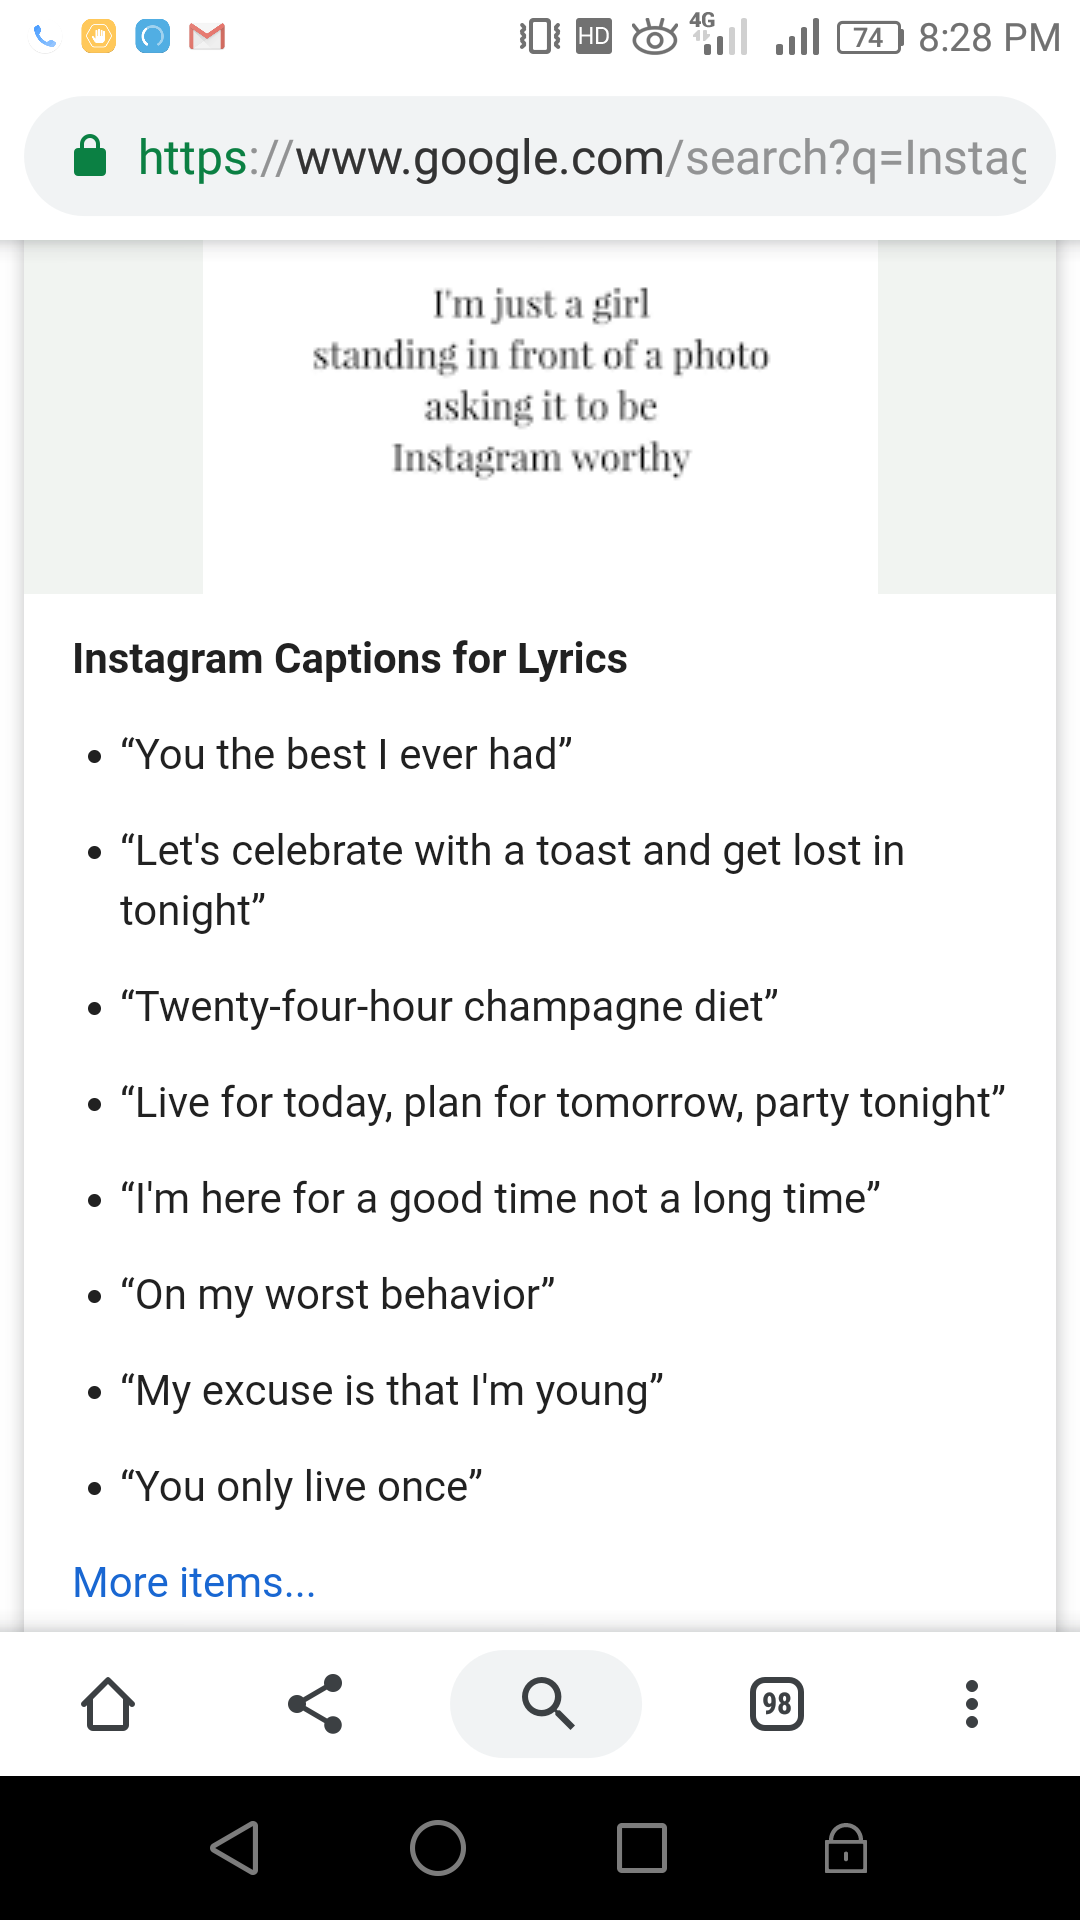 HD 4G 74 8:28 PM
https://www.google.com/search?q=Instag
I'm just a girl
standing in front of a photo
asking it to be
Instagram worthy
Instagram Captions for Lyrics
• “You the best I ever had”
• “Let's celebrate with a toast and get lost in
tonight”
• “Twenty-four-hour champagne diet”
• “Live for today, plan for tomorrow, party tonight”
• “I'm here for a good time not a long time”
• “On my worst behavior”
• “My excuse is that I'm young”
• “You only live once”
More items...
98